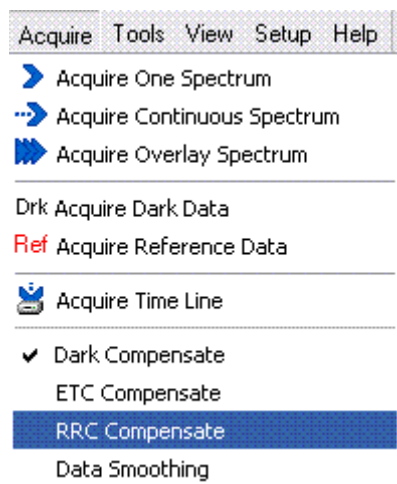 Acquire Tools View Setup Help
Acquire One Spectrum
Acquire Continuous Spectrum
Acquire Overlay Spectrum
Drk Acquire Dark Data
Ref Acquire Reference Data
Acquire Time Line
Dark Compensate
ETC Compensate
RRC Compensate
Data Smoothing